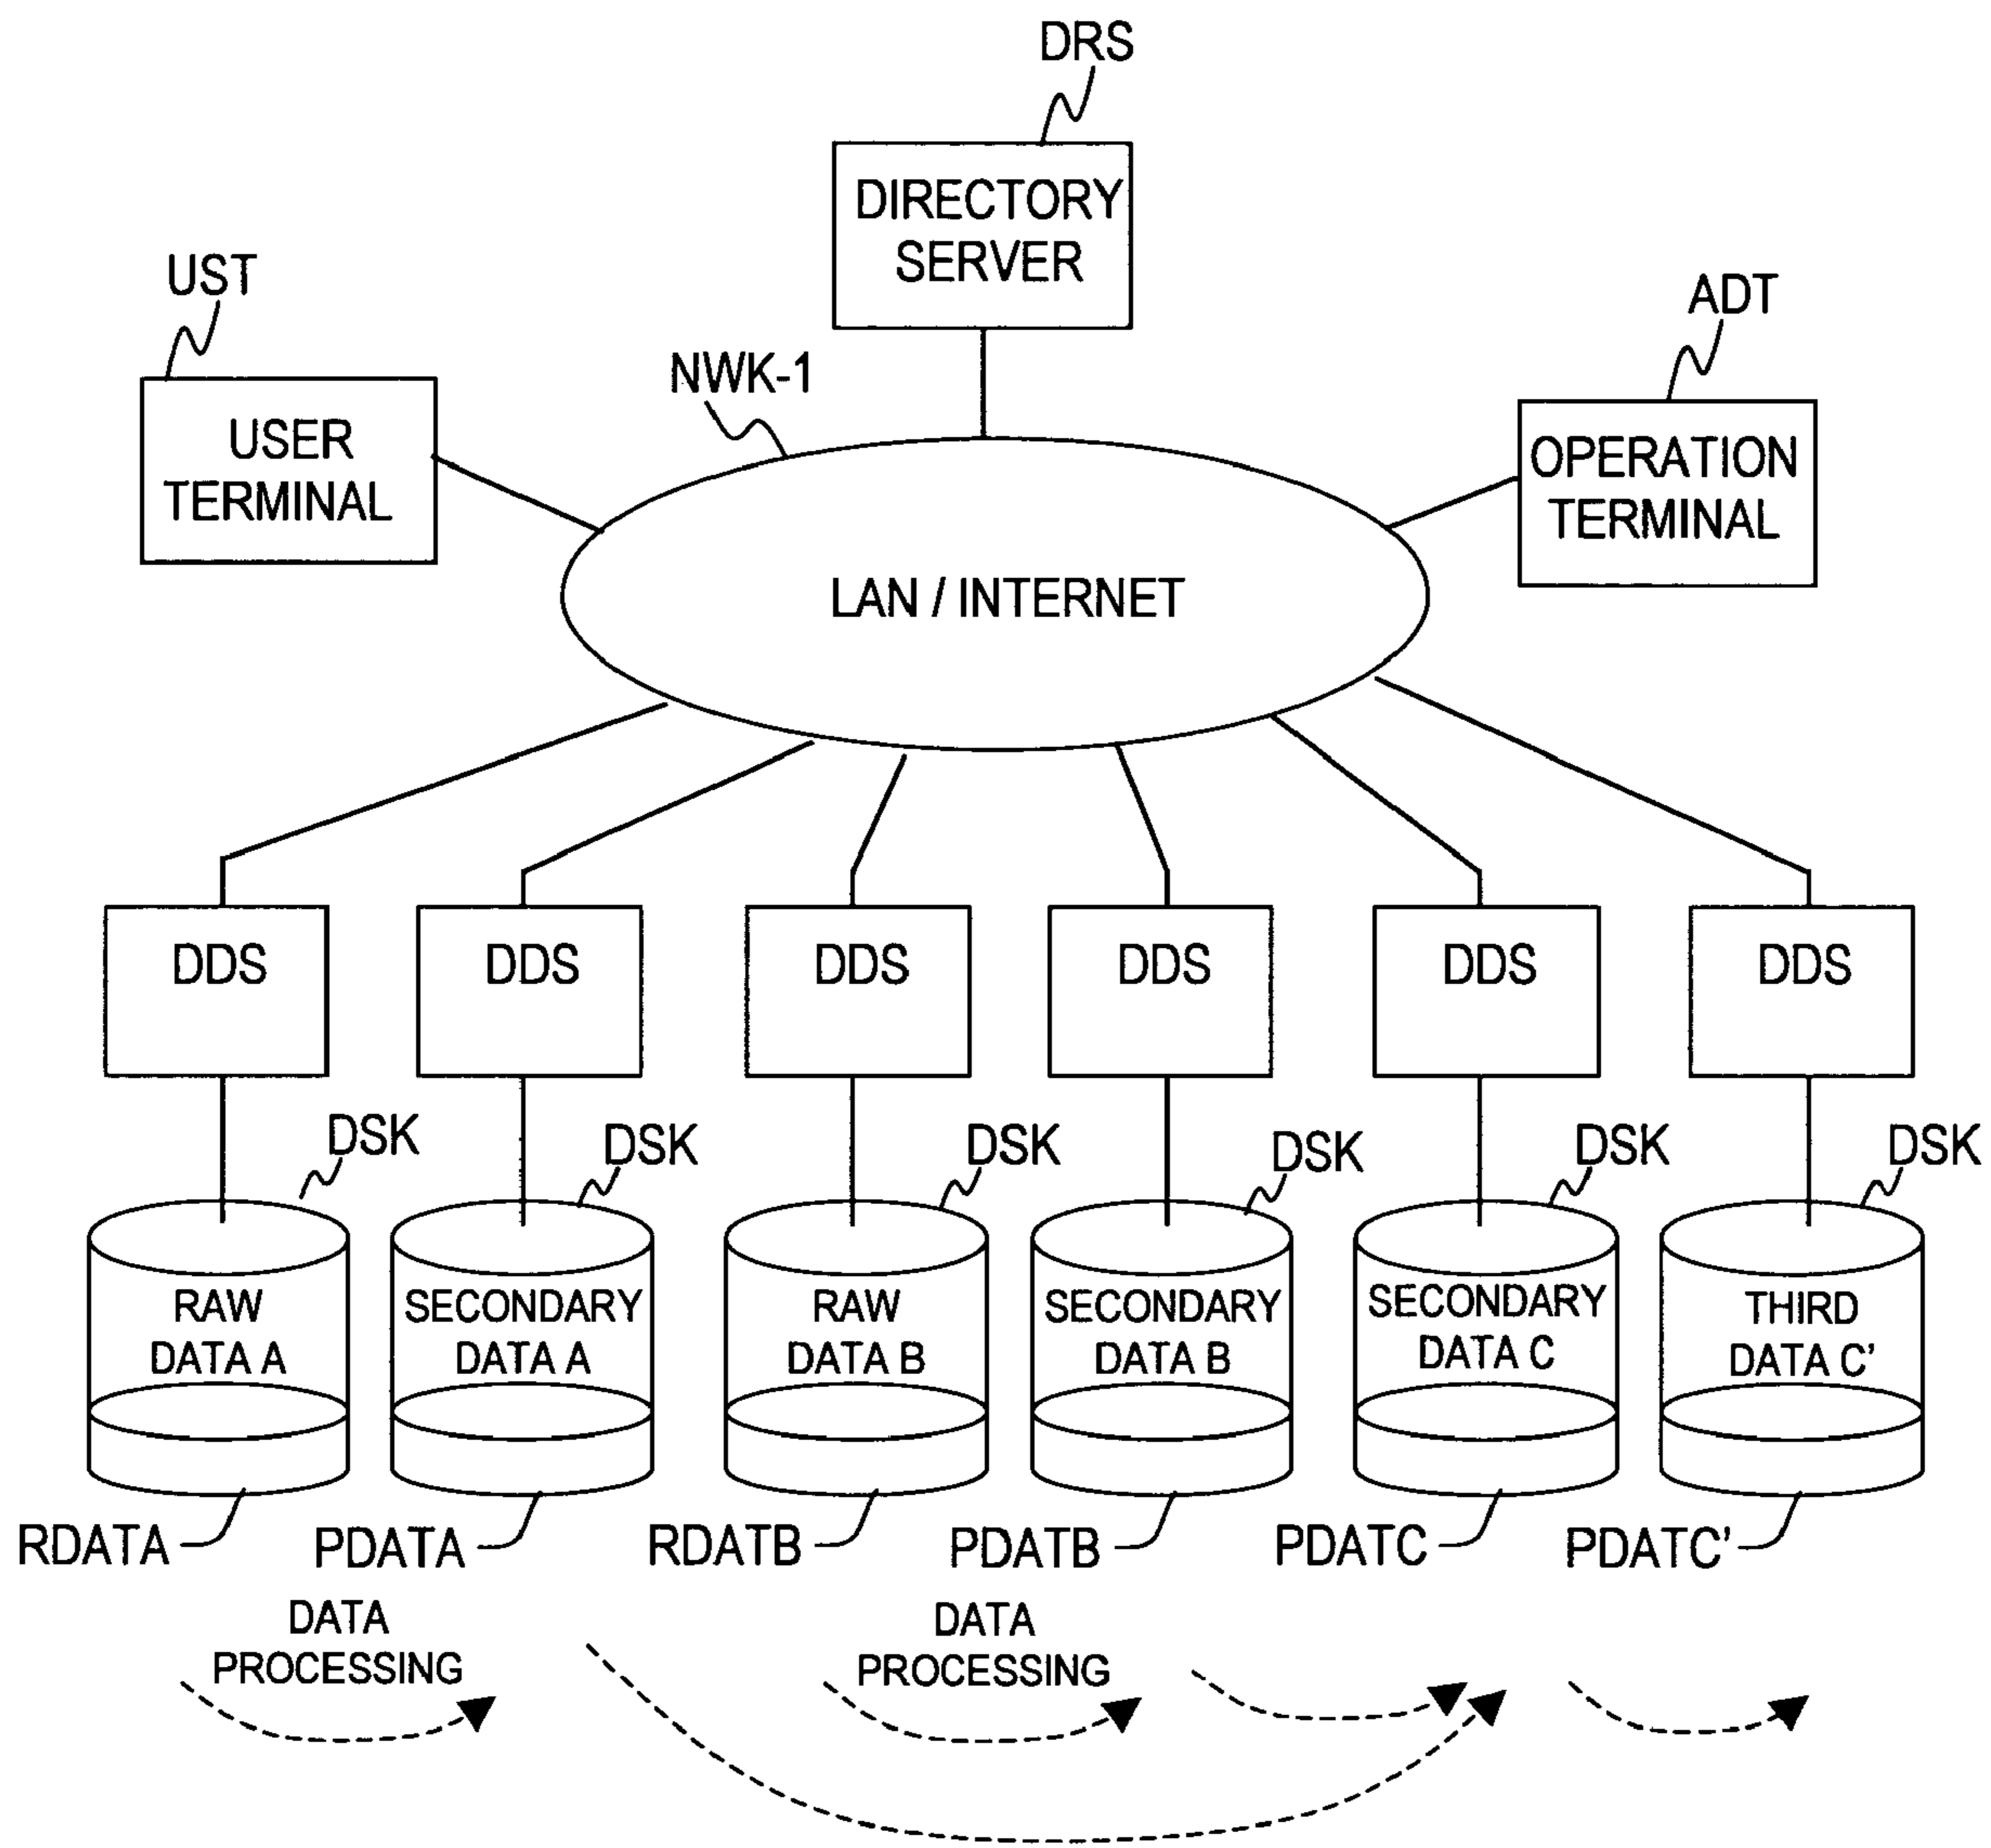 DRS
DIRECTORY
SERVER
UST
ADT
NWK-1
USER
TERMINAL
OPERATION
TERMINAL
LAN / INTERNET
DDS
DDS
DDS
DDS
DDS
DDS
DSK
DSK
DSK
DSK
DSK
DSK
RAW
DATA A
SECONDARY
DATA A
RAW
DATA B
SECONDARY
DATA B
SECONDARY
DATA C
THIRD
DATA C'
RDATA
PDATA
RDATB
PDATB
PDATC
PDATC'
DATA
PROCESSING
DATA
PROCESSING